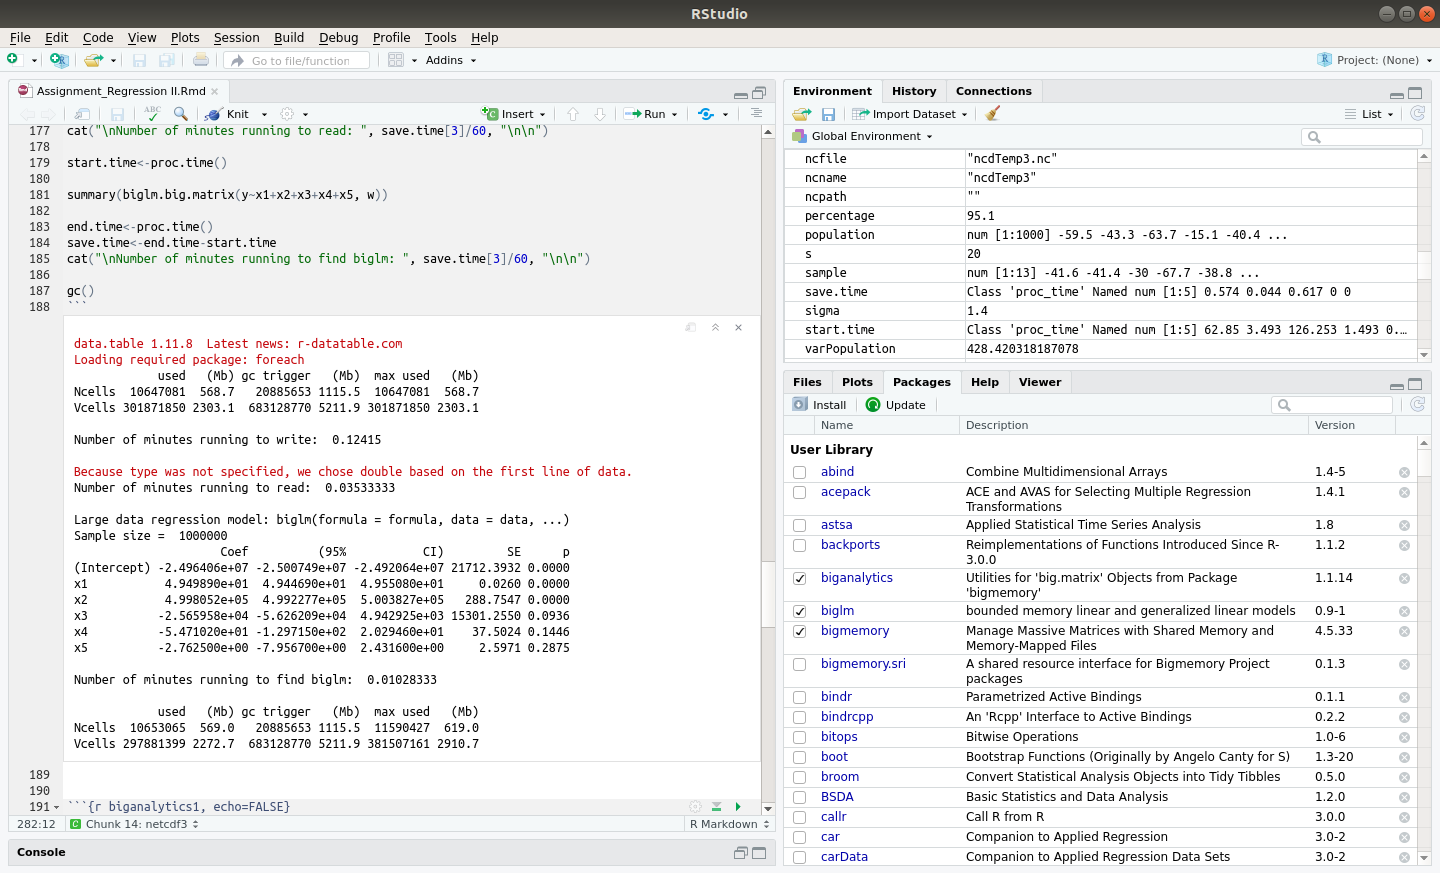 RStudio
File Edit Code View Plots Session Build Debug Profile Tools Help
Go to file/function Addins Project: (None)
Assignment_Regression II.Rmd
ABC Knit Insert Run
177 cat("\nNumber of minutes running to read: ", save.time[3]/60, "\n\n")
178
179 start.time<-proc.time()
180
181 summary(biglm.big.matrix(y~x1+x2+x3+x4+x5, w))
182
183 end.time<-proc.time()
184 save.time<-end.time-start.time
185 cat("\nNumber of minutes running to find biglm: ", save.time[3]/60, "\n\n")
186
187 gc()
188 ```
data.table 1.11.8  Latest news: r-datatable.com
Loading required package: foreach
used (Mb) gc trigger (Mb) max used (Mb)
Ncells 10647081 568.7 20885653 1115.5 10647081 568.7
Vcells 301871850 2303.1 683128770 5211.9 301871850 2303.1
Number of minutes running to write:  0.12415
Because type was not specified, we chose double based on the first line of data.
Number of minutes running to read:  0.03533333
Large data regression model: biglm(formula = formula, data = data, ...)
Sample size =  1000000
Coef (95% CI) SE p
(Intercept) -2.496406e+07 -2.500749e+07 -2.492064e+07 21712.3932 0.0000
x1 4.949890e+01 4.944690e+01 4.955080e+01 0.0260 0.0000
x2 4.998052e+05 4.992277e+05 5.003827e+05 288.7547 0.0000
x3 -2.565958e+04 -5.626209e+04 4.942925e+03 15301.2550 0.0936
x4 -5.471020e+01 -1.297150e+02 2.029460e+01 37.5024 0.1446
x5 -2.762500e+00 -7.956700e+00 2.431600e+00 2.5971 0.2875
Number of minutes running to find biglm:  0.01028333
used (Mb) gc trigger (Mb) max used (Mb)
Ncells 10653065 569.0 20885653 1115.5 11590427 619.0
Vcells 297881399 2272.7 683128770 5211.9 381507161 2910.7
189
190
191 ```{r biganalytics1, echo=FALSE}
282:12 C Chunk 14: netcdf3 R Markdown
Console
Environment History Connections
Import Dataset List
Global Environment
ncfile "ncdTemp3.nc"
ncname "ncdTemp3"
ncpath ""
percentage 95.1
population num [1:1000] -59.5 -43.3 -63.7 -15.1 -40.4 ...
s 20
sample num [1:13] -41.6 -41.4 -30 -67.7 -38.8 ...
save.time Class 'proc_time' Named num [1:5] 0.574 0.044 0.617 0 0
sigma 1.4
start.time Class 'proc_time' Named num [1:5] 62.85 3.493 126.253 1.493 0.…
varPopulation 428.420318187078
Files Plots Packages Help Viewer
Install Update
Name Description Version
User Library
abind Combine Multidimensional Arrays 1.4-5
acepack ACE and AVAS for Selecting Multiple Regression 1.4.1
Transformations
astsa Applied Statistical Time Series Analysis 1.8
backports Reimplementations of Functions Introduced Since R- 1.1.2
3.0.0
biganalytics Utilities for 'big.matrix' Objects from Package 1.1.14
'bigmemory'
biglm bounded memory linear and generalized linear models 0.9-1
bigmemory Manage Massive Matrices with Shared Memory and 4.5.33
Memory-Mapped Files
bigmemory.sri A shared resource interface for Bigmemory Project 0.1.3
packages
bindr Parametrized Active Bindings 0.1.1
bindrcpp An 'Rcpp' Interface to Active Bindings 0.2.2
bitops Bitwise Operations 1.0-6
boot Bootstrap Functions (Originally by Angelo Canty for S) 1.3-20
broom Convert Statistical Analysis Objects into Tidy Tibbles 0.5.0
BSDA Basic Statistics and Data Analysis 1.2.0
callr Call R from R 3.0.0
car Companion to Applied Regression 3.0-2
carData Companion to Applied Regression Data Sets 3.0-2